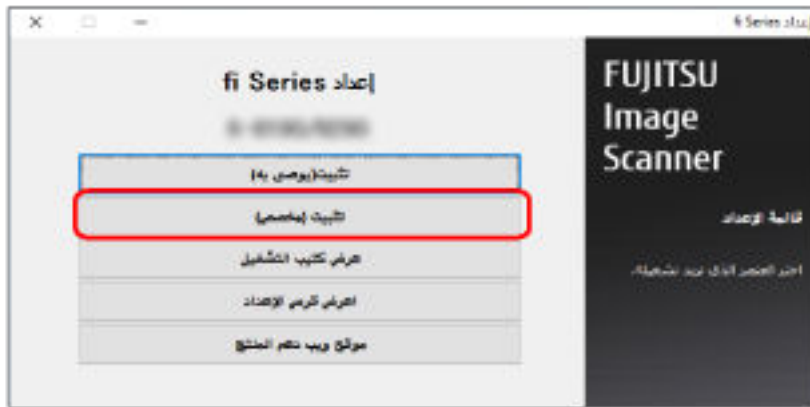 إعداد fi Series
إعداد fi Series
تثبيت(يوصى به)
تثبيت (مخصص)
عرض كتيب التشغيل
اعرض قرص الإعداد
موقع ويب دعم المنتج
FUJITSU
Image
Scanner
قائمة الإعداد
اختر العنصر الذي تريد تشغيله.